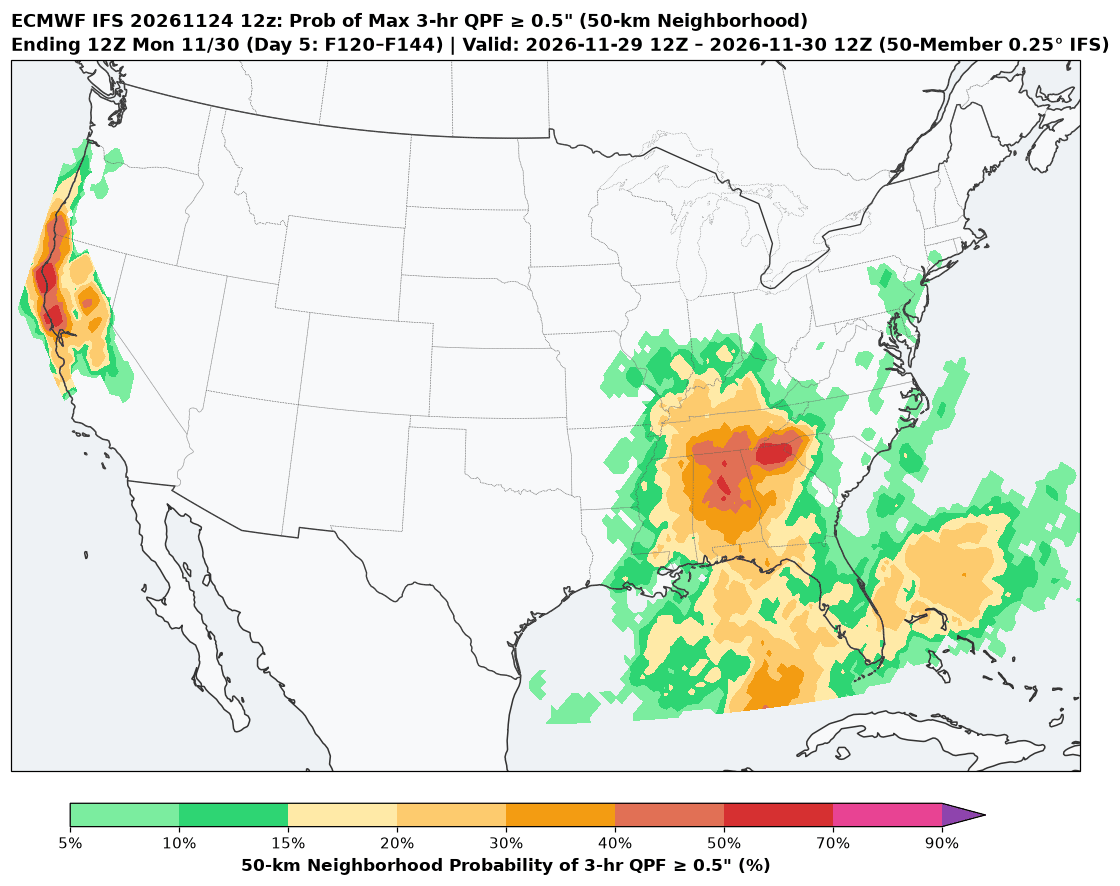 ECMWF IFS 20261124 12z: Prob of Max 3-hr QPF ≥ 0.5" (50-km Neighborhood)
Ending 12Z Mon 11/30 (Day 5: F120–F144) | Valid: 2026-11-29 12Z – 2026-11-30 12Z (50-Member 0.25° IFS)
5% 10% 15% 20% 30% 40% 50% 70% 90%
50-km Neighborhood Probability of 3-hr QPF ≥ 0.5" (%)